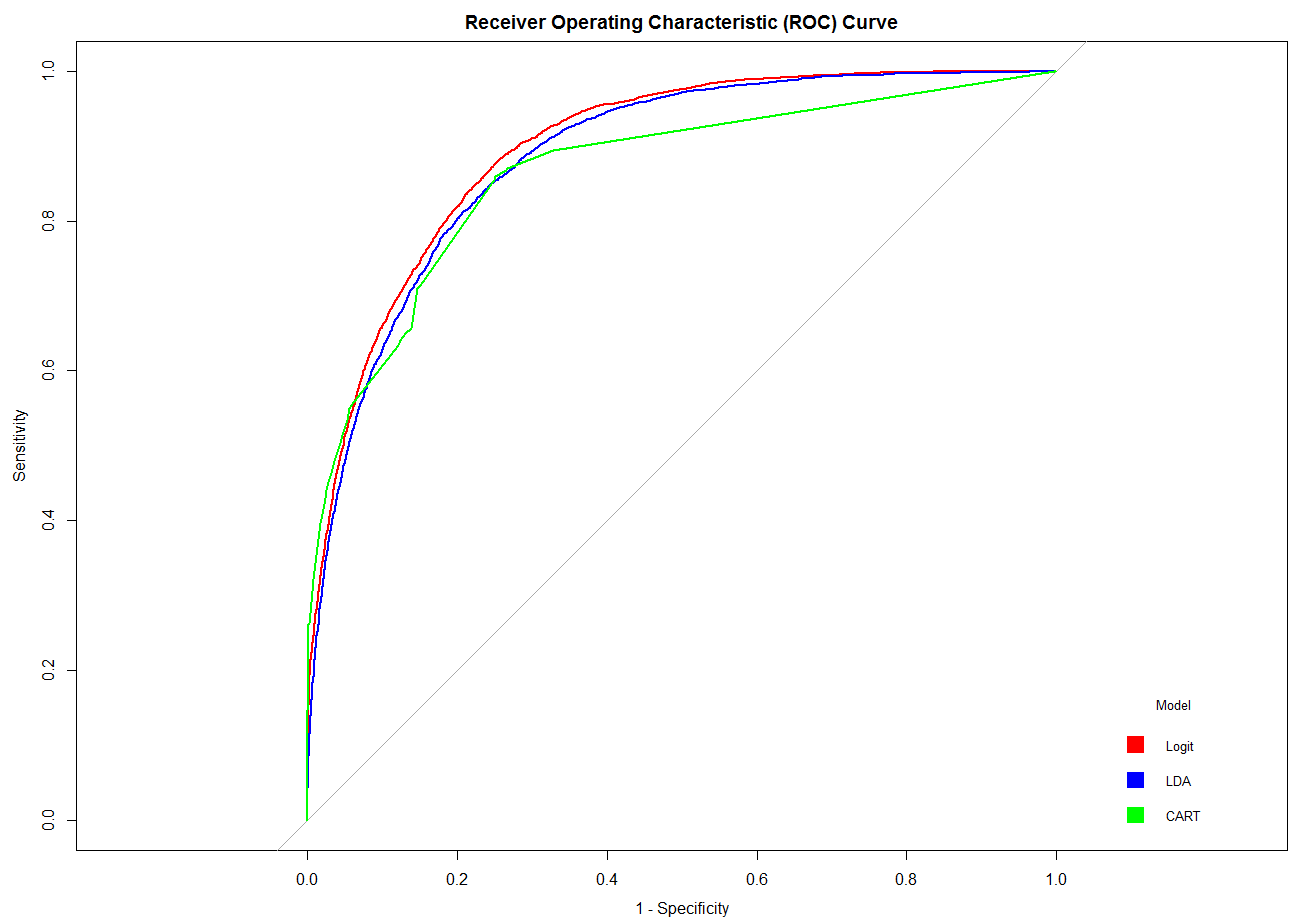 Receiver Operating Characteristic (ROC) Curve
1.0
0.8
0.6
0.4
0.2
0.0
Sensitivity
Model
Logit
LDA
CART
0.0 0.2 0.4 0.6 0.8 1.0
1 - Specificity